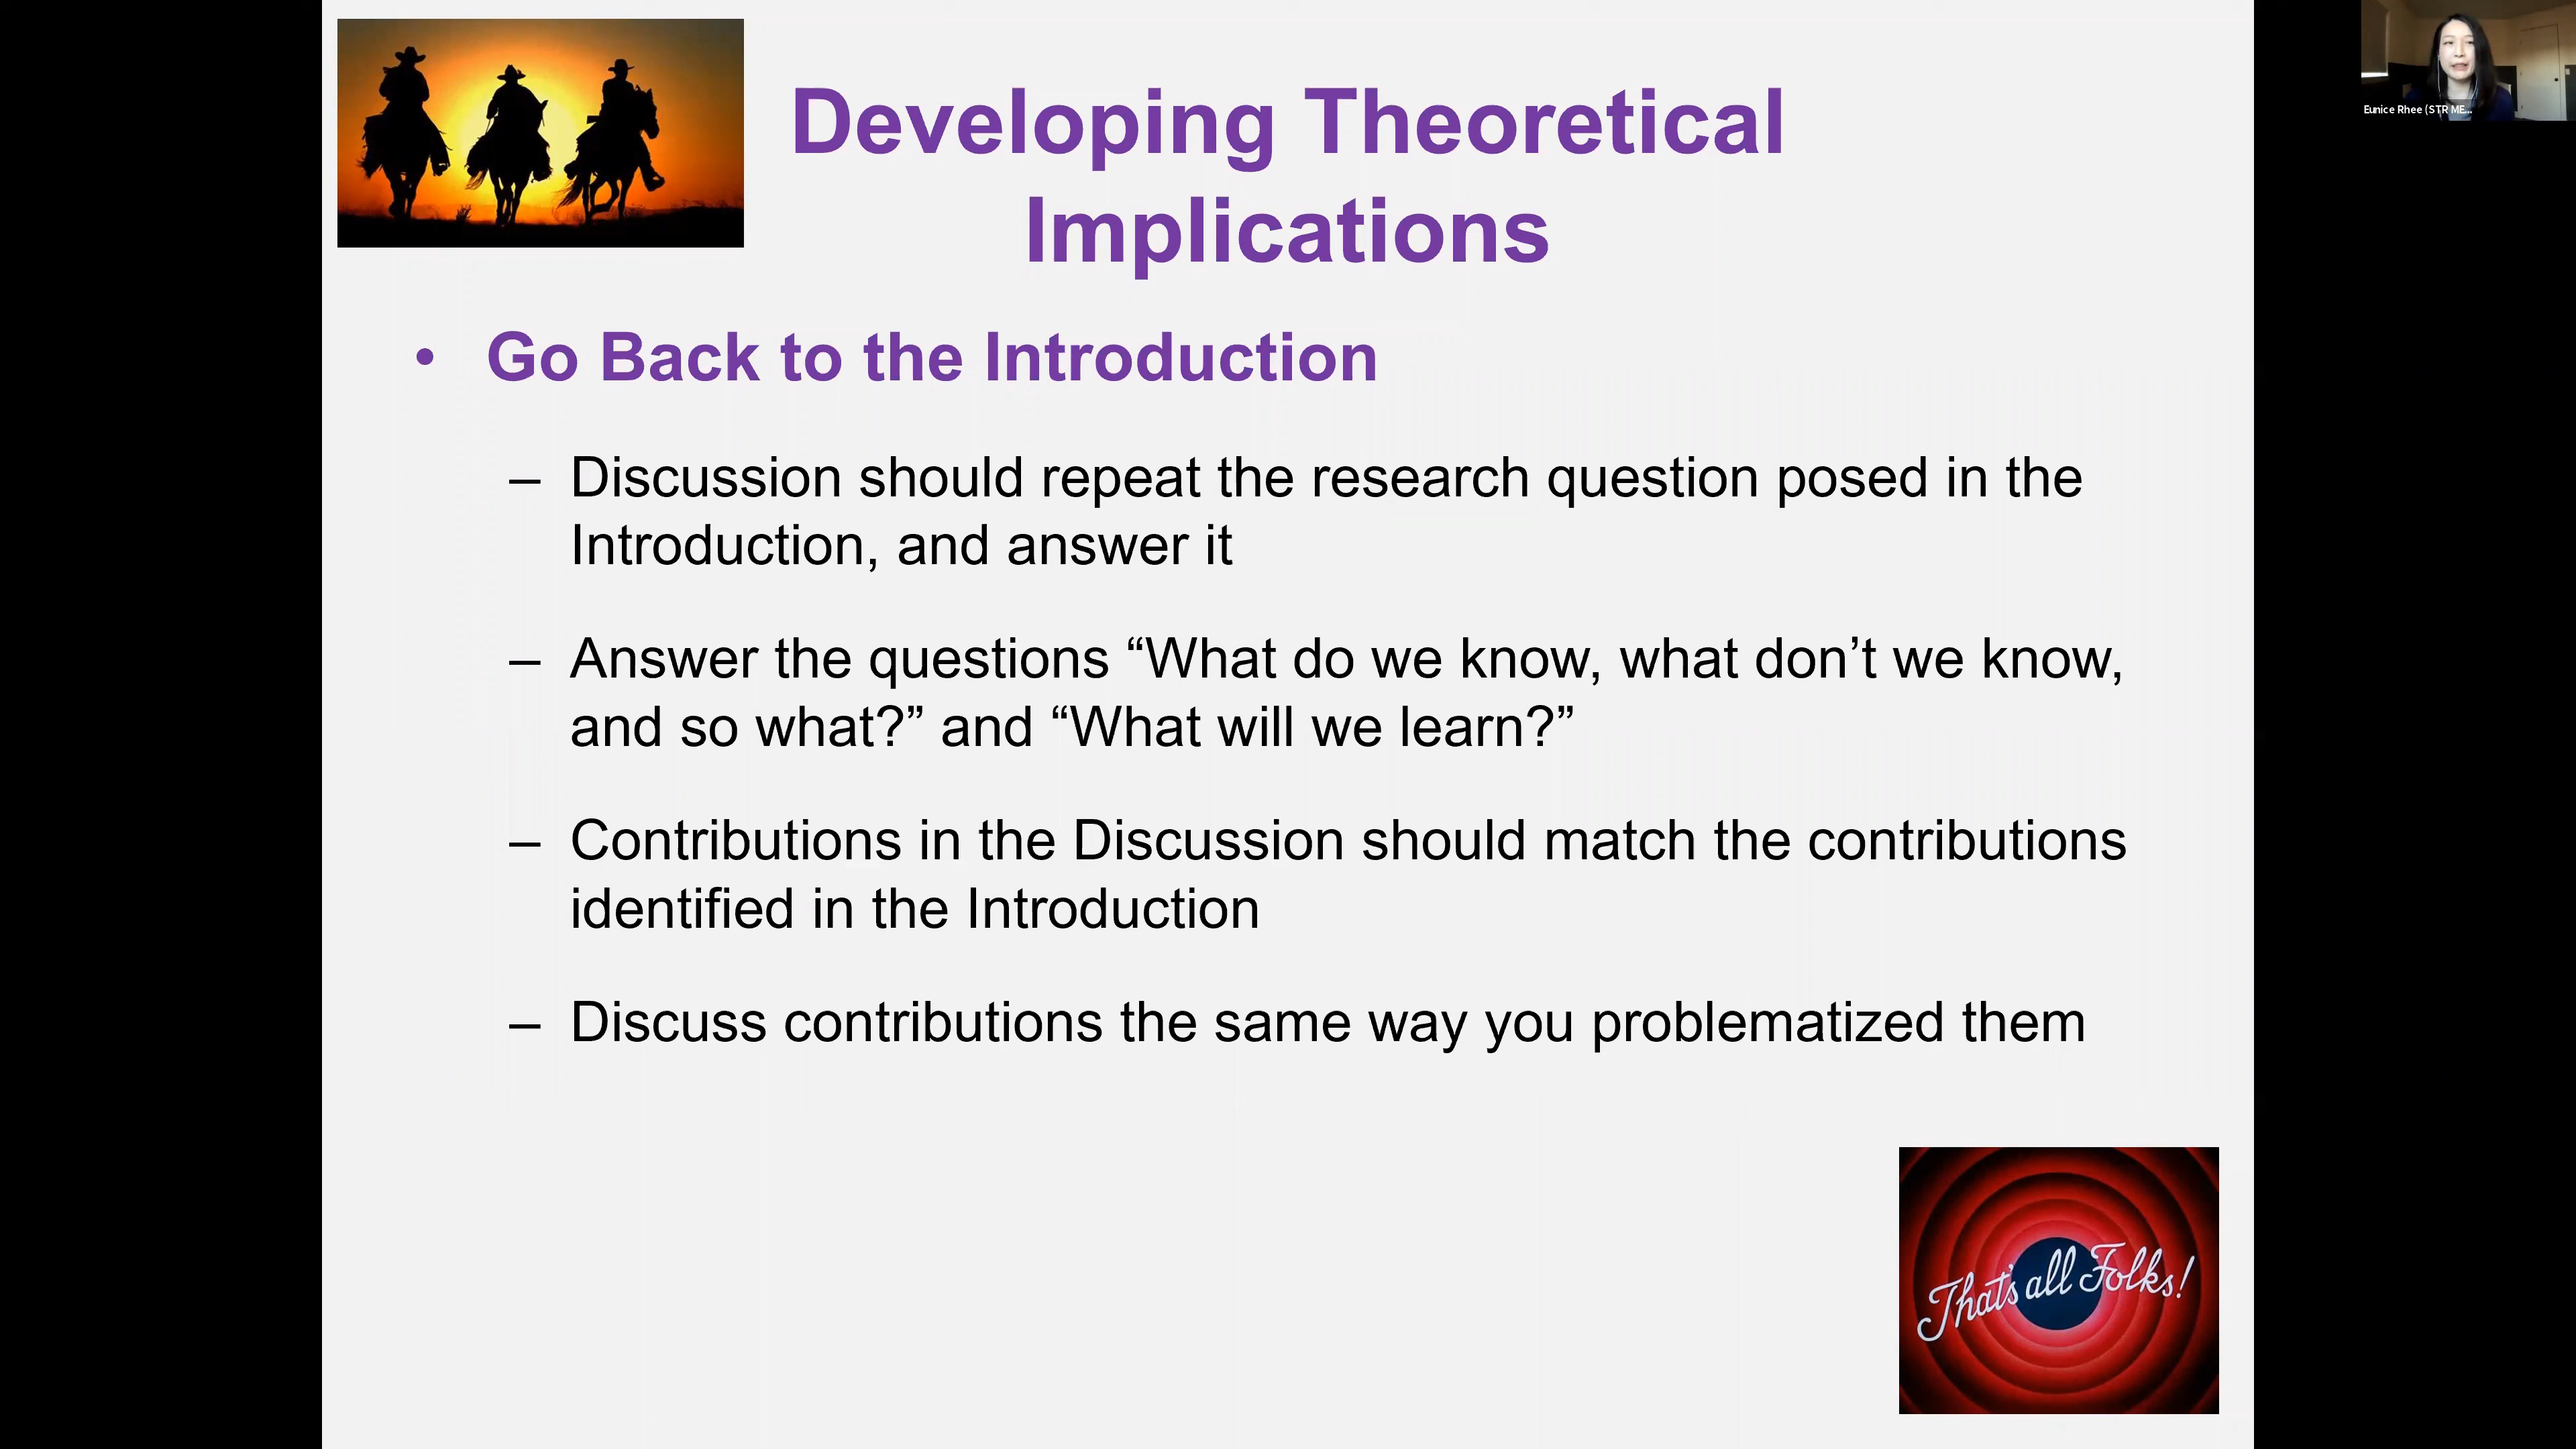 Developing Theoretical
Implications
Eunice Rhee (STR ME...
• Go Back to the Introduction
– Discussion should repeat the research question posed in the
Introduction, and answer it
– Answer the questions “What do we know, what don’t we know,
and so what?” and “What will we learn?”
– Contributions in the Discussion should match the contributions
identified in the Introduction
– Discuss contributions the same way you problematized them
That's all Folks!